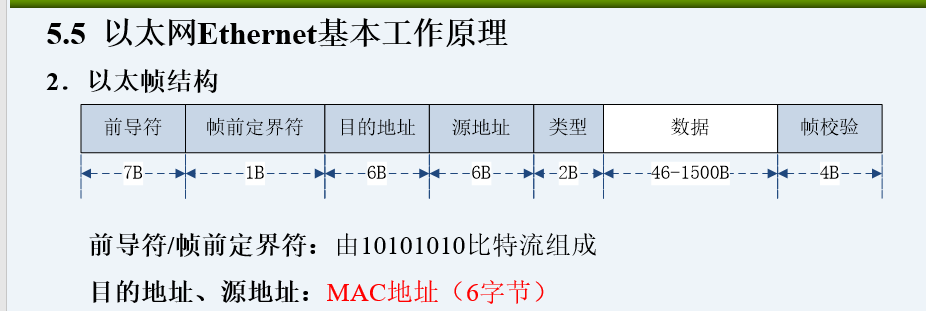 5.5 以太网Ethernet基本工作原理
2．以太帧结构
前导符 帧前定界符 目的地址 源地址 类型 数据 帧校验
7B 1B 6B 6B 2B 46-1500B 4B
前导符/帧前定界符：由10101010比特流组成
目的地址、源地址：MAC地址（6字节）